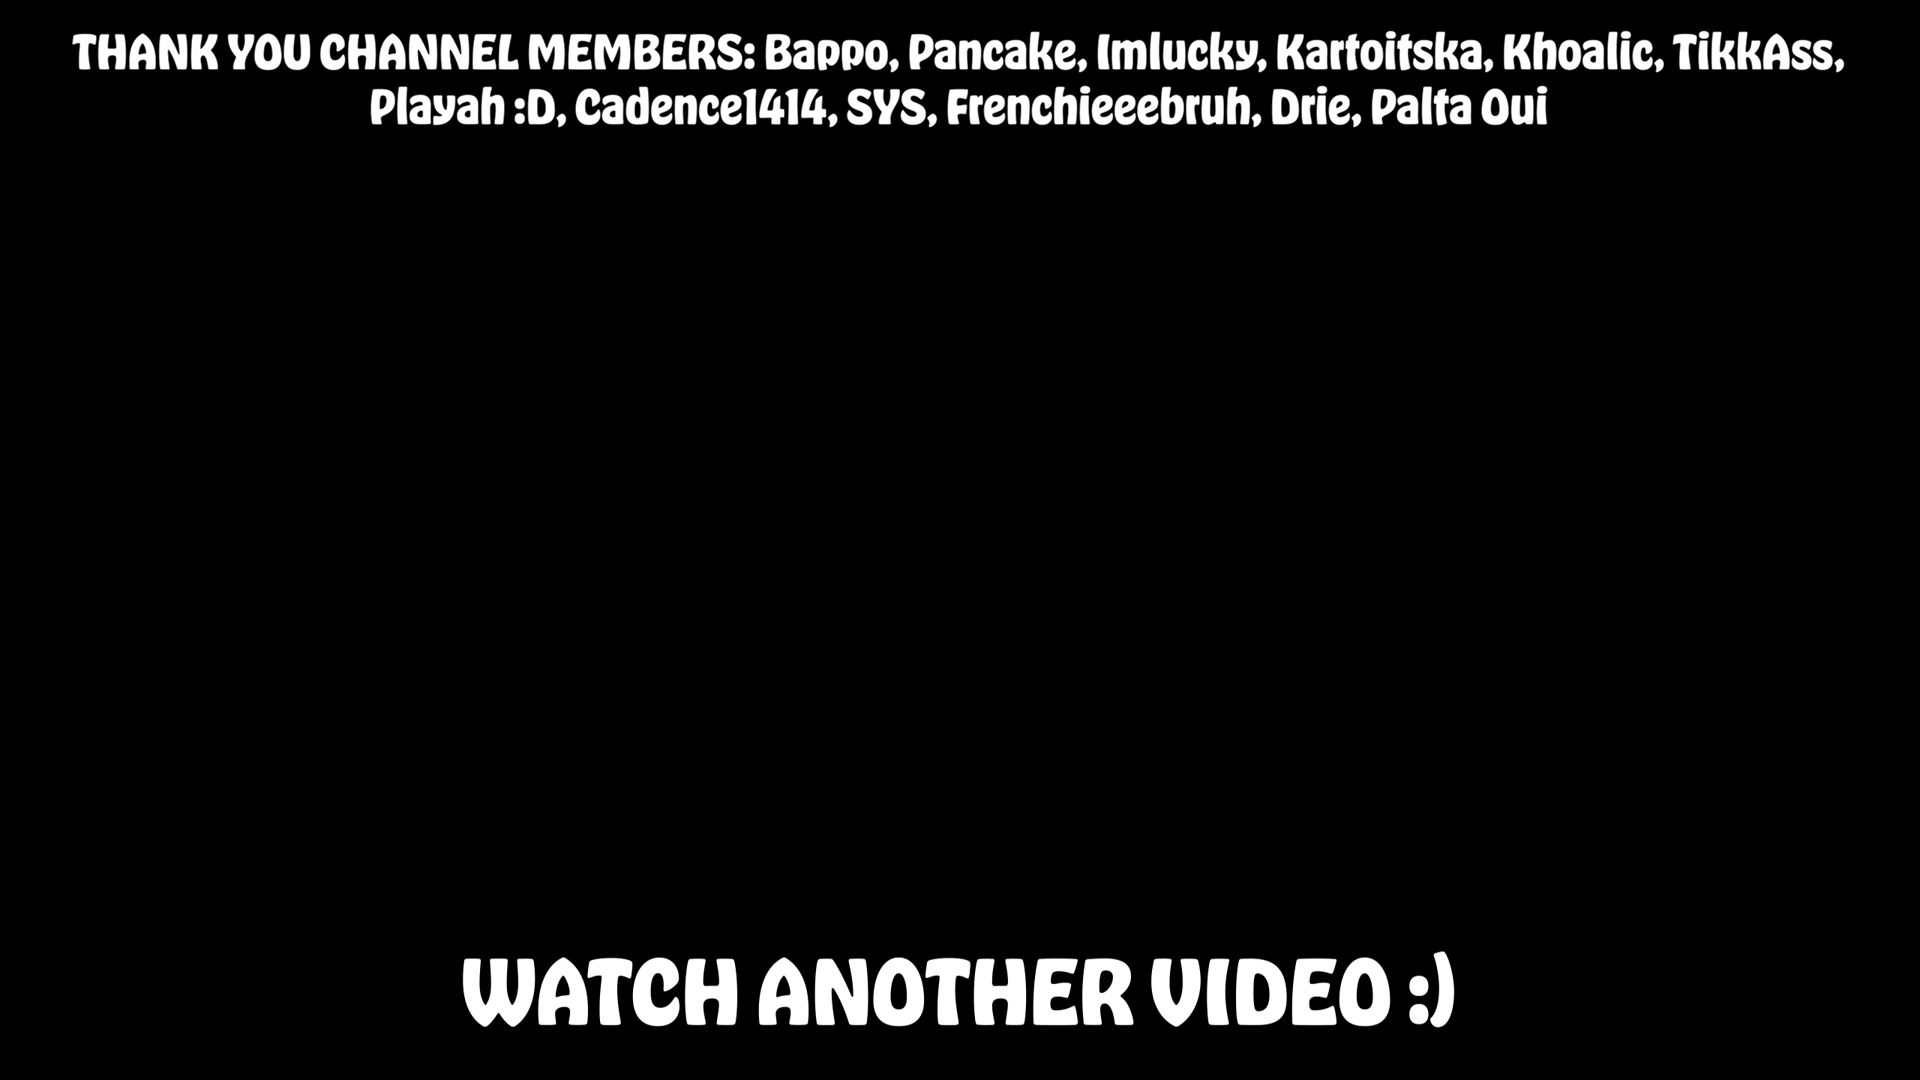 THANK YOU CHANNEL MEMBERS: Bappo, Pancake, Imlucky, Kartoitska, Khoalic, TikkAss,
Playah :D, Cadence1414, SYS, Frenchieeebruh, Drie, Palta Oui
WATCH ANOTHER VIDEO :)